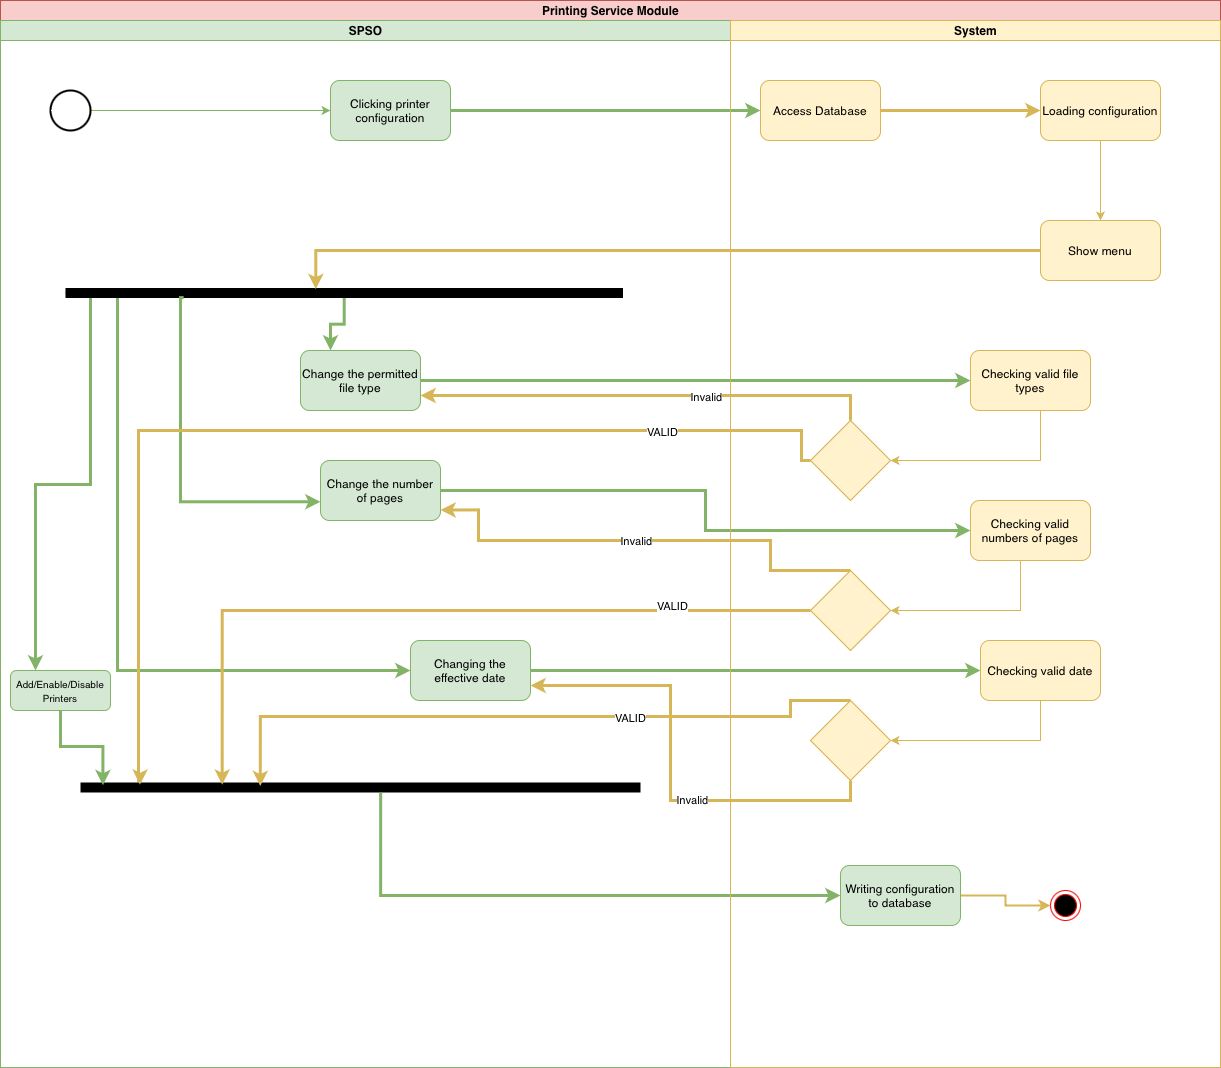 Printing Service Module
SPSO
System
Clicking printer
configuration
Access Database
Loading configuration
Show menu
Change the permitted
file type
Checking valid file
types
Invalid
VALID
Change the number
of pages
Checking valid
numbers of pages
Invalid
VALID
Changing the
effective date
Checking valid date
Add/Enable/Disable
Printers
VALID
Invalid
Writing configuration
to database